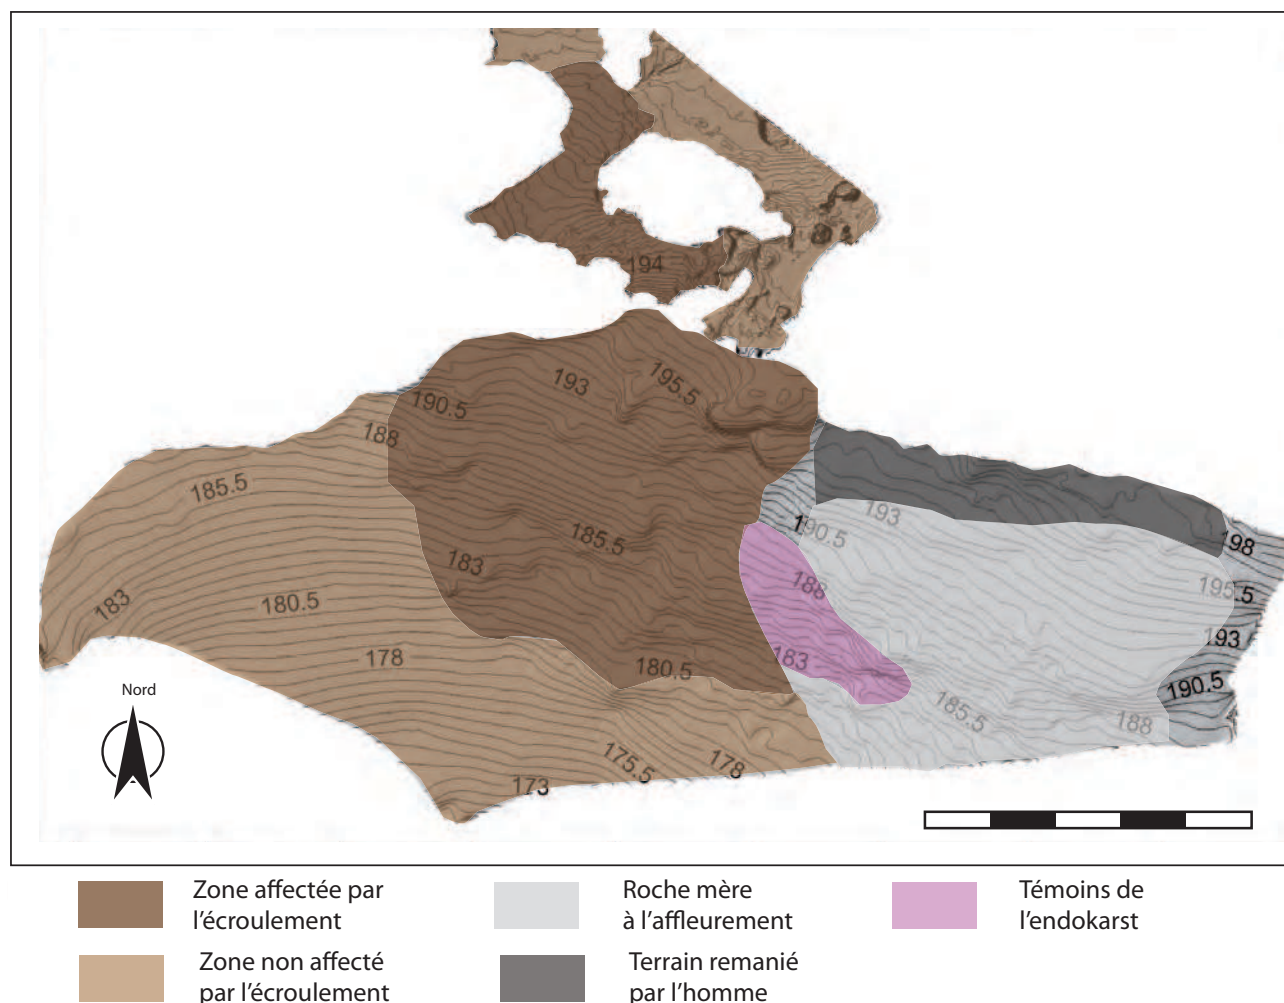 194
193
195.5
190.5
188
185.5
193
190.5
198
185.5
183
188
195.5
183
180.5
193
178
180.5
183
190.5
Nord
185.5
188
175.5
178
173
Zone affectée par
l'écroulement
Roche mère
à l'affleurement
Témoins de
l'endokarst
Zone non affecté
par l'écroulement
Terrain remanié
par l'homme